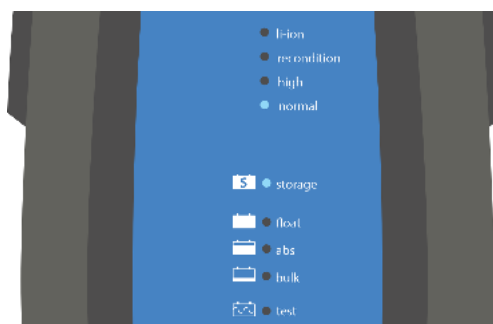 li-ion
recondition
high
normal
S storage
float
abs
bulk
test